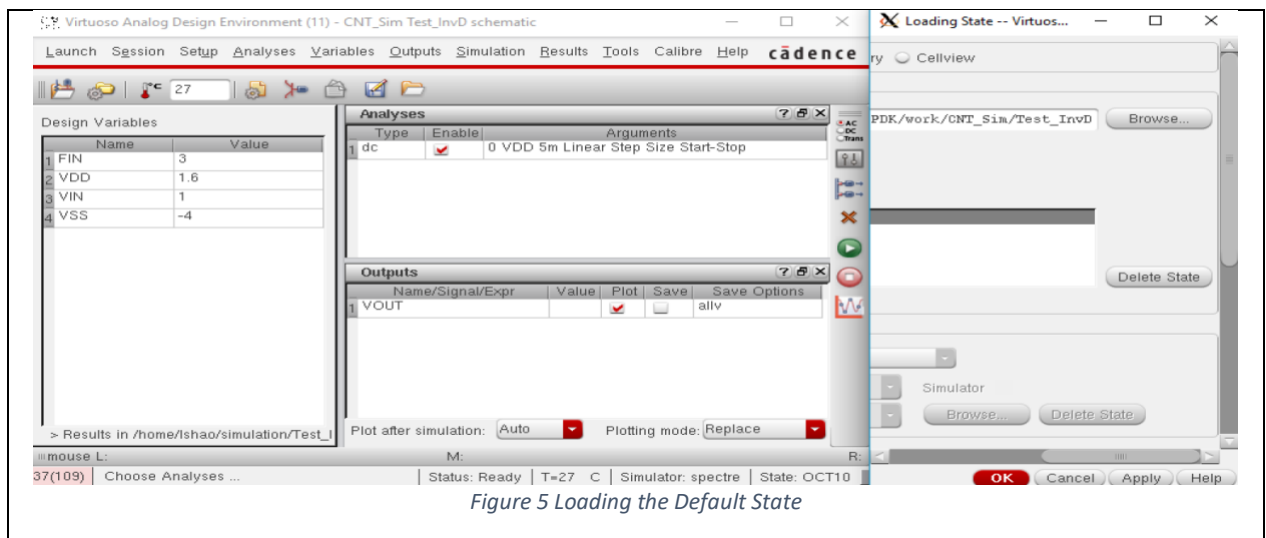 Virtuoso Analog Design Environment (11) - CNT_Sim Test_InvD schematic
Launch Session Setup Analyses Variables Outputs Simulation Results Tools Calibre Help cādence
27
Design Variables
Name Value
1 FIN 3
2 VDD 1.6
3 VIN 1
4 VSS -4
> Results in /home/lshao/simulation/Test_I
Analyses
Type Enable Arguments
1 dc 0 VDD 5m Linear Step Size Start-Stop
Outputs
Name/Signal/Expr Value Plot Save Save Options
1 VOUT allv
Plot after simulation: Auto Plotting mode: Replace
AC
DC
Trans
mouse L: M: R:
37(109) Choose Analyses ... Status: Ready T=27 C Simulator: spectre State: OCT10
Loading State -- Virtuos...
ry Cellview
PDK/work/CNT_Sim/Test_InvD Browse...
Delete State
Simulator
Browse... Delete State
OK Cancel Apply Help
Figure 5 Loading the Default State